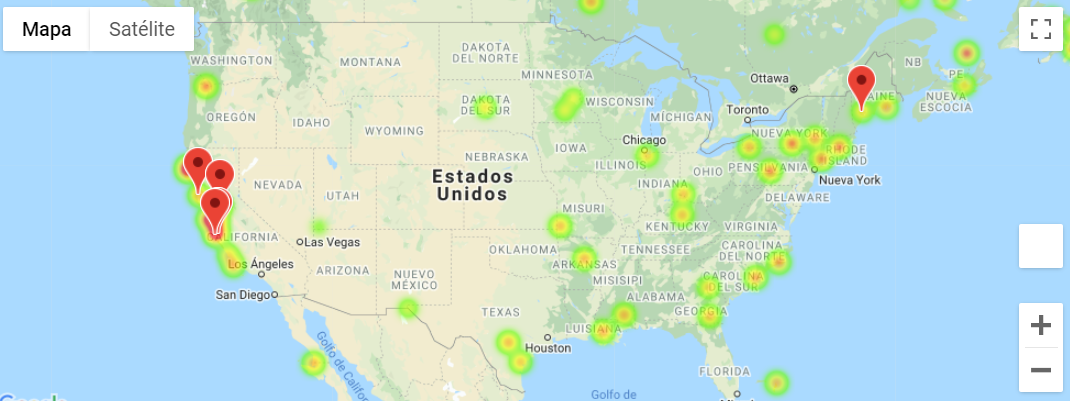 Mapa
Satélite
WASHINGTON
MONTANA
DAKOTA
DEL NORTE
MINNESOTA
Ottawa
NB
PE
MAINE
NUEVA
ESCOCIA
OREGÓN
IDAHO
WYOMING
DAKOTA
DEL SUR
WISCONSIN
MÍCHIGAN
Toronto
NUEVA YORK
Chicago
IOWA
NEBRASKA
ILLINOIS
INDIANA
OHIO
PENSILVANIA
RHODE
ISLAND
Nueva York
Estados
Unidos
NEVADA
UTAH
MISURI
KENTUCKY
VIRGINIA
DELAWARE
CALIFORNIA
Las Vegas
OKLAHOMA
TENNESSEE
CAROLINA
DEL NORTE
Los Ángeles
ARIZONA
NUEVO
MÉXICO
ARKANSAS
MISISIPI
CAROLINA
DEL SUR
San Diego
TEXAS
ALABAMA
GEORGIA
LUISIANA
Houston
Golfo de Califor
FLORIDA
Golfo de